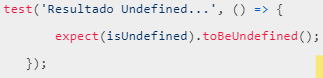 test('Resultado Undefined...', () => {
expect(isUndefined).toBeUndefined();
});